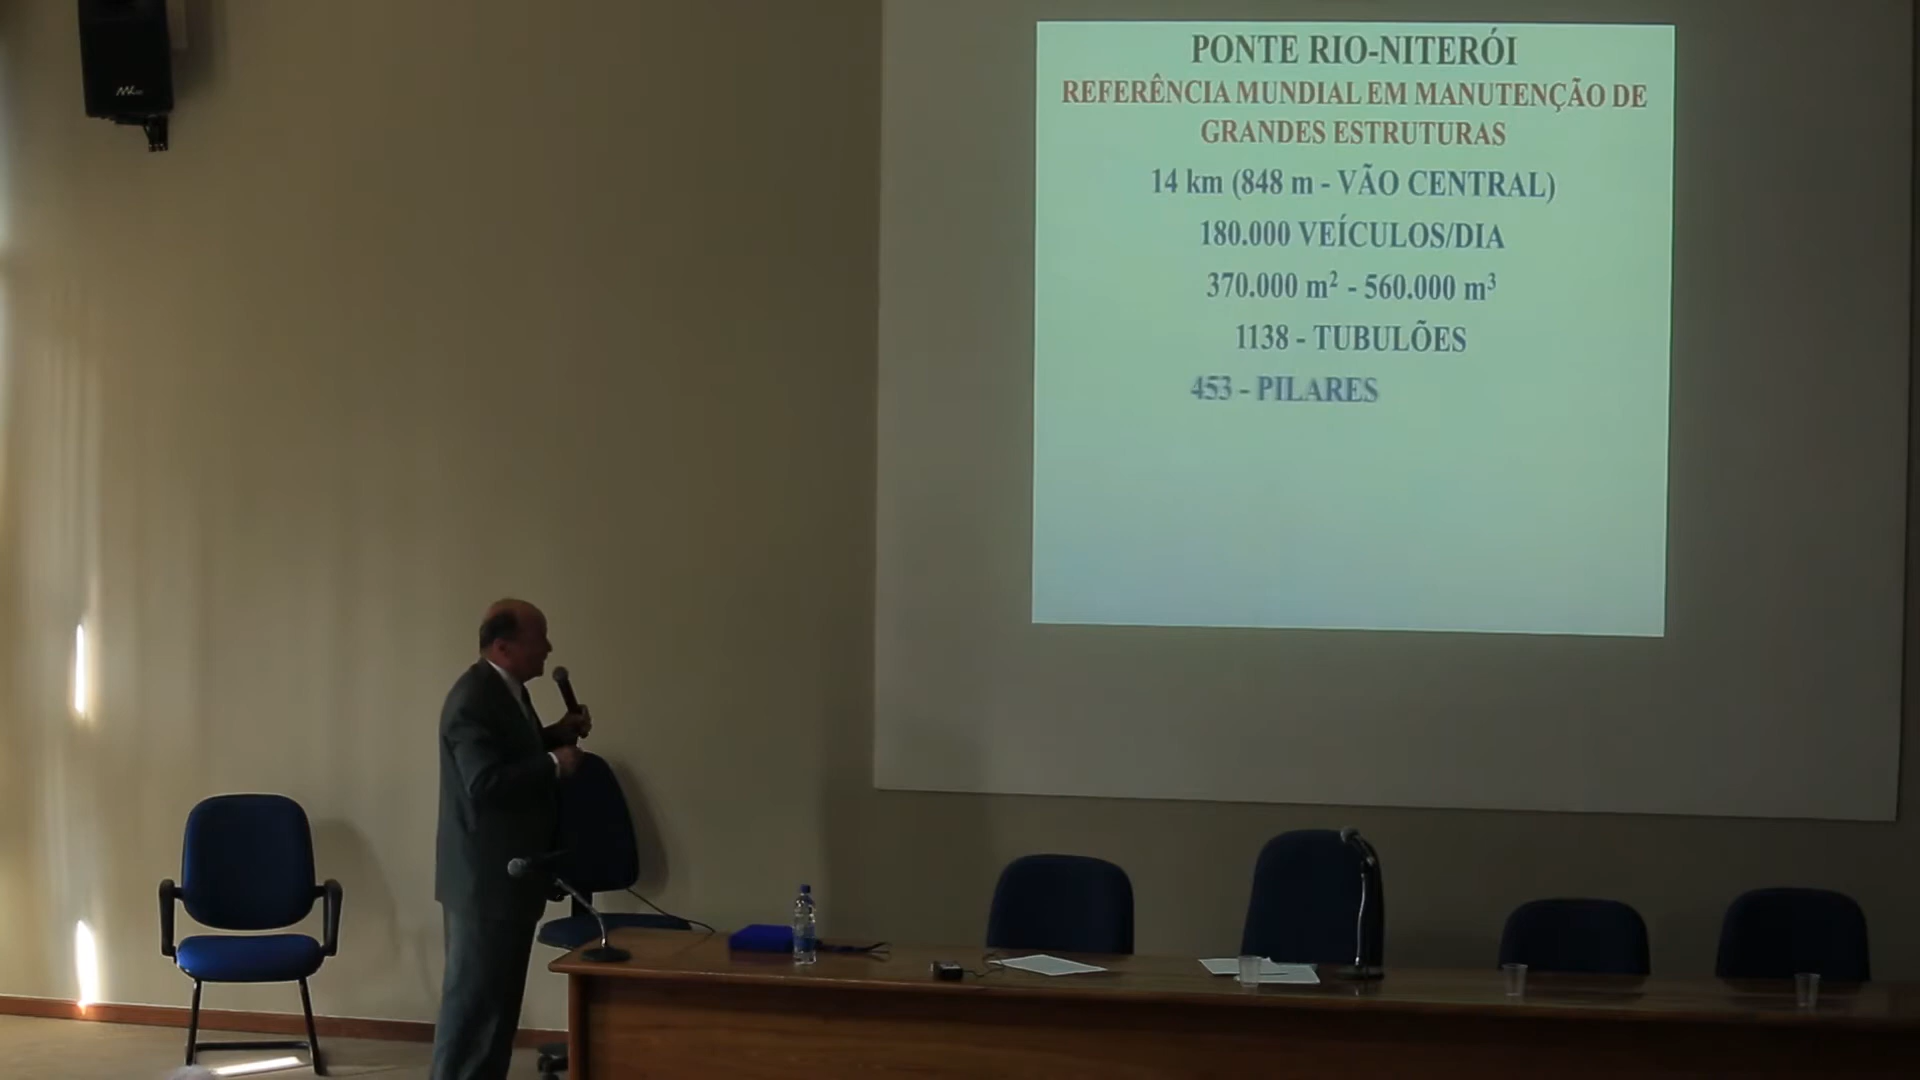 PONTE RIO-NITERÓI
REFERÊNCIA MUNDIAL EM MANUTENÇÃO DE
GRANDES ESTRUTURAS
14 km (848 m - VÃO CENTRAL)
180.000 VEÍCULOS/DIA
370.000 m² - 560.000 m³
1138 - TUBULÕES
453 - PILARES